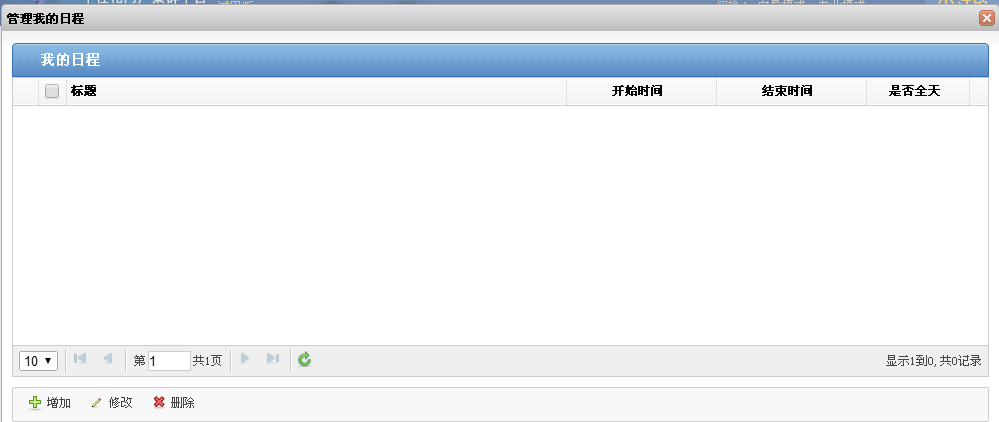 管理我的日程
我的日程
标题 开始时间 结束时间 是否全天
10 第 1 共1页 显示1到0, 共0记录
增加 修改 删除